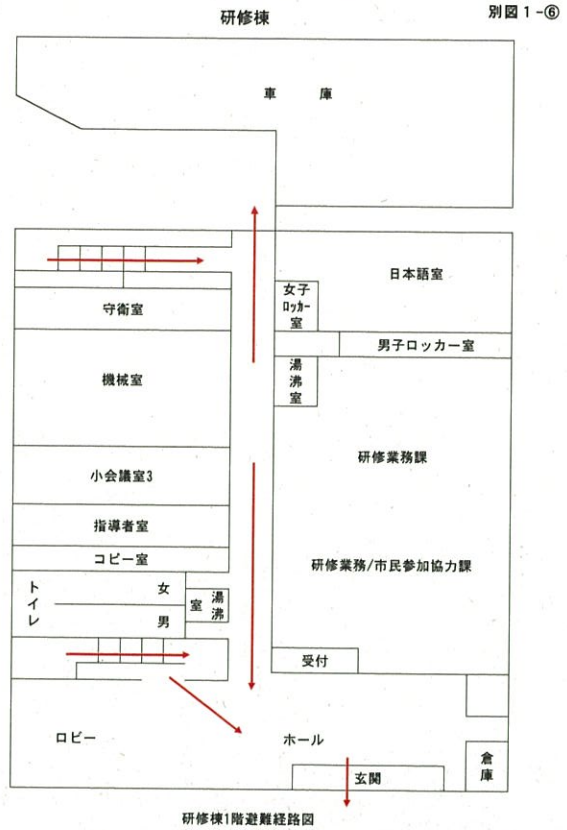 研修棟
別図1-⑥
車 庫
日本語室
女子
ロッカー
室
守衛室
男子ロッカー室
機械室
湯
沸
室
研修業務課
小会議室3
指導者室
コピー室
研修業務/市民参加協力課
トイレ
女
男
湯沸
室
受付
ロビー
ホール
倉庫
玄関
研修棟1階避難経路図